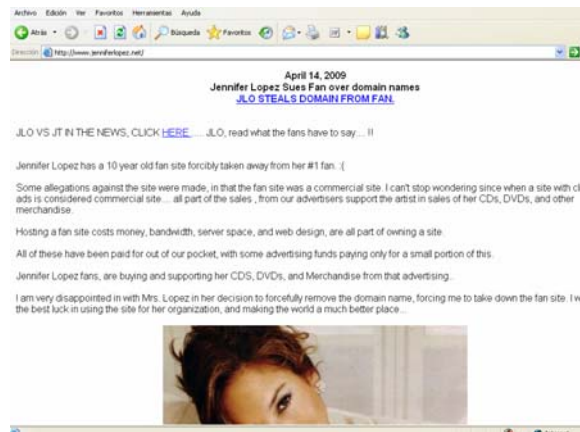 Archivo Edición Ver Favoritos Herramientas Ayuda
Atrás Búsqueda Favoritos
Dirección http://www.jenniferlopez.net/
April 14, 2009
Jennifer Lopez Sues Fan over domain names
JLO STEALS DOMAIN FROM FAN.
JLO VS JT IN THE NEWS, CLICK HERE ..... JLO, read what the fans have to say.... !!
Jennifer Lopez has a 10 year old fan site forcibly taken away from her #1 fan. :(
Some allegations against the site were made, in that the fan site was a commercial site. I can't stop wondering since when a site with cl
ads is considered commercial site.... all part of the sales , from our advertisers support the artist in sales of her CDs, DVDs, and other
merchandise.
Hosting a fan site costs money, bandwidth, server space, and web design, are all part of owning a site.
All of these have been paid for out of our pocket, with some advertising funds paying only for a small portion of this.
Jennifer Lopez fans, are buying and supporting her CDS, DVDs, and Merchandise from that advertising..
I am very disappointed in with Mrs. Lopez in her decision to forcefully remove the domain name, forcing me to take down the fan site. I w
the best luck in using the site for her organization, and making the world a much better place...